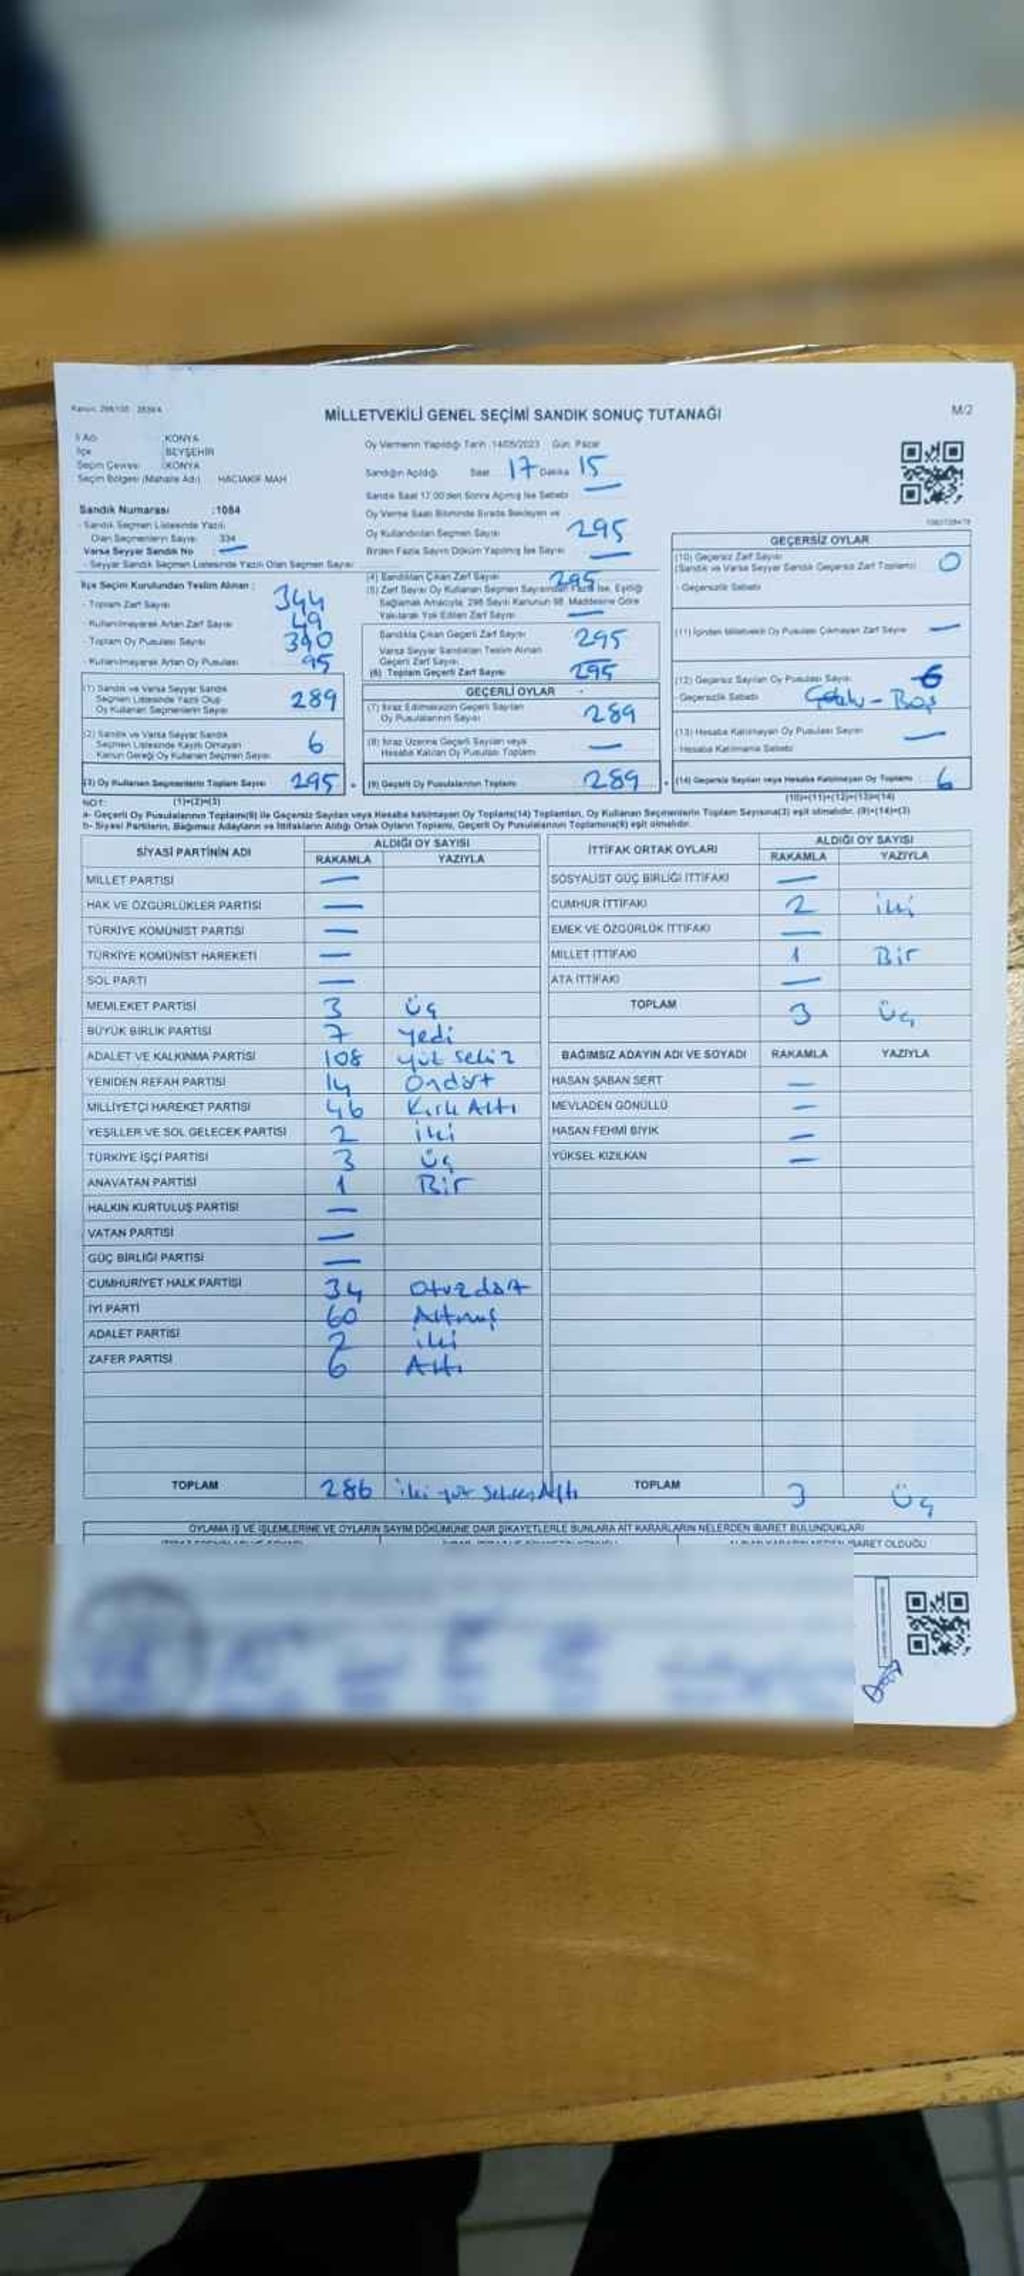 Kanun: 298/105 28364
MİLLETVEKİLİ GENEL SEÇİMİ SANDIK SONUÇ TUTANAĞI
M/2
İl Adı : KONYA
İlçe : BEYŞEHİR
Seçim Çevresi : KONYA
Seçim Bölgesi (Mahalle Adı) HACIAKİF MAH
Oy Vermenin Yapıldığı Tarih :14/05/2023 Gün: Pazar
Sandığın Açıldığı Saat 17 Dakika 15
Sandık Saat 17:00'den Sonra Açılmış İse Sebebi —
Sandık Numarası :1084
- Sandık Seçmen Listesinde Yazılı
Olan Seçmenlerin Sayısı: 334
Varsa Seyyar Sandık No : —
- Seyyar Sandık Seçmen Listesinde Yazılı Olan Seçmen Sayısı:
Oy Verme Saati Bitiminde Sırada Bekleyen ve
Oy Kullandırılan Seçmen Sayısı 295
Birden Fazla Sayım Döküm Yapılmış İse Sayısı —
İlçe Seçim Kurulundan Teslim Alınan :
- Toplam Zarf Sayısı 344
- Kullanılmayarak Artan Zarf Sayısı 49
- Toplam Oy Pusulası Sayısı 390
- Kullanılmayarak Artan Oy Pusulası 95
(1) Sandık ve Varsa Seyyar Sandık
Seçmen Listesinde Yazılı Olup
Oy Kullanan Seçmenlerin Sayısı 289
(2) Sandık ve Varsa Seyyar Sandık
Seçmen Listesinde Kayıtlı Olmayan
Kanun Gereği Oy Kullanan Seçmen Sayısı 6
(3) Oy Kullanan Seçmenlerin Toplam Sayısı 295
(4) Sandıktan Çıkan Zarf Sayısı 295
(5) Zarf Sayısı Oy Kullanan Seçmen Sayısından Fazla İse, Eşitliği
Sağlamak Amacıyla, 298 Sayılı Kanunun 98. Maddesine Göre
Yakılarak Yok Edilen Zarf Sayısı —
Sandıkta Çıkan Geçerli Zarf Sayısı 295
Varsa Seyyar Sandıktan Teslim Alınan
Geçerli Zarf Sayısı
(6) Toplam Geçerli Zarf Sayısı 295
GEÇERLİ OYLAR
(7) İtiraz Edilmeksizin Geçerli Sayılan
Oy Pusulalarının Sayısı 289
(8) İtiraz Üzerine Geçerli Sayılan veya
Hesaba Katılan Oy Pusulası Toplamı —
(9) Geçerli Oy Pusulalarının Toplamı 289
GEÇERSİZ OYLAR
(10) Geçersiz Zarf Sayısı
(Sandık ve Varsa Seyyar Sandık Geçersiz Zarf Toplamı) 0
- Geçersizlik Sebebi
(11) İçinden Milletvekili Oy Pusulası Çıkmayan Zarf Sayısı —
(12) Geçersiz Sayılan Oy Pusulası Sayısı 6
- Geçersizlik Sebebi - Boş
(13) Hesaba Katılmayan Oy Pusulası Sayısı —
Hesaba Katılmama Sebebi
(14) Geçersiz Sayılan veya Hesaba Katılmayan Oy Toplamı 6
NOT: (1)+(2)=(3)
(10)+(11)+(12)+(13)=(14)
a- Geçerli Oy Pusulalarının Toplamı(9) ile Geçersiz Sayılan veya Hesaba katılmayan Oy Toplamı(14) Toplamları, Oy Kullanan Seçmenlerin Toplam Sayısına(3) eşit olmalıdır. (9)+(14)=(3)
b- Siyasi Partilerin, Bağımsız Adayların ve İttifakların Aldığı Ortak Oyların Toplamı, Geçerli Oy Pusulalarının Toplamına(9) eşit olmalıdır.
SİYASİ PARTİNİN ADI ALDIĞI OY SAYISI
RAKAMLA YAZIYLA
MİLLET PARTİSİ —
HAK VE ÖZGÜRLÜKLER PARTİSİ —
TÜRKİYE KOMÜNİST PARTİSİ —
TÜRKİYE KOMÜNİST HAREKETİ —
SOL PARTİ —
MEMLEKET PARTİSİ 3 Üç
BÜYÜK BİRLİK PARTİSİ 7 Yedi
ADALET VE KALKINMA PARTİSİ 108 Yüz Sekiz
YENİDEN REFAH PARTİSİ 14 Ondört
MİLLİYETÇİ HAREKET PARTİSİ 46 Kırk Altı
YEŞİLLER VE SOL GELECEK PARTİSİ 2 İki
TÜRKİYE İŞÇİ PARTİSİ 3 Üç
ANAVATAN PARTİSİ 1 Bir
HALKIN KURTULUŞ PARTİSİ —
VATAN PARTİSİ —
GÜÇ BİRLİĞİ PARTİSİ —
CUMHURİYET HALK PARTİSİ 34 Otuzdört
İYİ PARTİ 60 Altmış
ADALET PARTİSİ 2 İki
ZAFER PARTİSİ 6 Altı
TOPLAM 286 İki yüz Seksen Altı
İTTİFAK ORTAK OYLARI ALDIĞI OY SAYISI
RAKAMLA YAZIYLA
SOSYALİST GÜÇ BİRLİĞİ İTTİFAKI —
CUMHUR İTTİFAKI 2 İki
EMEK VE ÖZGÜRLÜK İTTİFAKI —
MİLLET İTTİFAKI 1 Bir
ATA İTTİFAKI —
TOPLAM 3 Üç
BAĞIMSIZ ADAYIN ADI VE SOYADI RAKAMLA YAZIYLA
HASAN ŞABAN SERT —
MEVLADEN GÖNÜLLÜ —
HASAN FEHMİ BIYIK —
YÜKSEL KIZILKAN —
TOPLAM 3 Üç
OYLAMA İŞ VE İŞLEMLERİNE VE OYLARIN SAYIM DÖKÜMÜNE DAİR ŞİKAYETLERLE BUNLARA AİT KARARLARIN NELERDEN İBARET BULUNDUKLARI
İBARET OLDUĞU